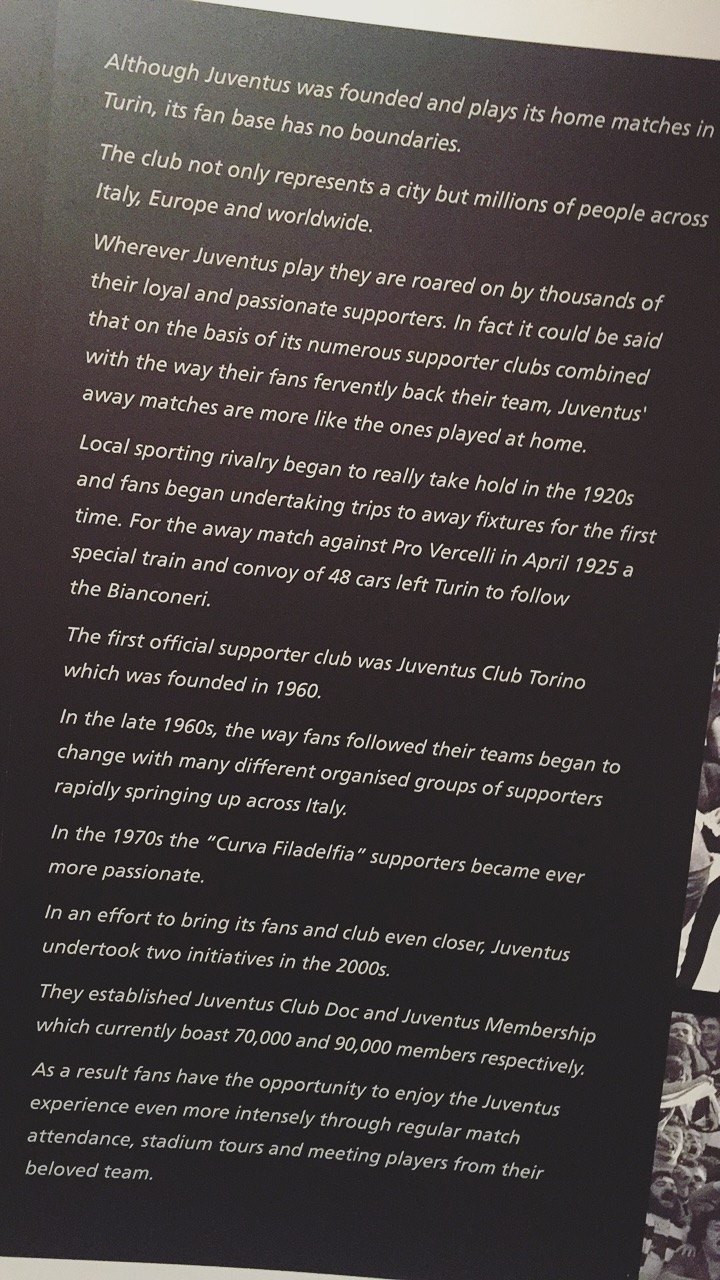 Although Juventus was founded and plays its home matches in
Turin, its fan base has no boundaries.
The club not only represents a city but millions of people across
Italy, Europe and worldwide.
Wherever Juventus play they are roared on by thousands of
their loyal and passionate supporters. In fact it could be said
that on the basis of its numerous supporter clubs combined
with the way their fans fervently back their team, Juventus'
away matches are more like the ones played at home.
Local sporting rivalry began to really take hold in the 1920s
and fans began undertaking trips to away fixtures for the first
time. For the away match against Pro Vercelli in April 1925 a
special train and convoy of 48 cars left Turin to follow
the Bianconeri.
The first official supporter club was Juventus Club Torino
which was founded in 1960.
In the late 1960s, the way fans followed their teams began to
change with many different organised groups of supporters
rapidly springing up across Italy.
In the 1970s the “Curva Filadelfia” supporters became ever
more passionate.
In an effort to bring its fans and club even closer, Juventus
undertook two initiatives in the 2000s.
They established Juventus Club Doc and Juventus Membership
which currently boast 70,000 and 90,000 members respectively.
As a result fans have the opportunity to enjoy the Juventus
experience even more intensely through regular match
attendance, stadium tours and meeting players from their
beloved team.